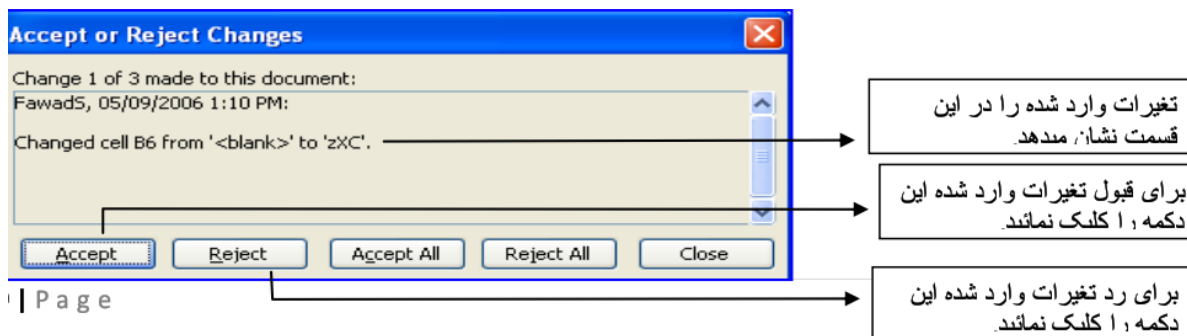 Accept or Reject Changes
Change 1 of 3 made to this document:
FawadS, 05/09/2006 1:10 PM:
Changed cell B6 from '<blank>' to 'zXC'.
Accept
Reject
Accept All
Reject All
Close
تغیرات وارد شده را در این
قسمت نشان میدهد.
برای قبول تغیرات وارد شده این
دکمه را کلیک نمائید.
برای رد تغیرات وارد شده این
دکمه را کلیک نمائید.
| P a g e